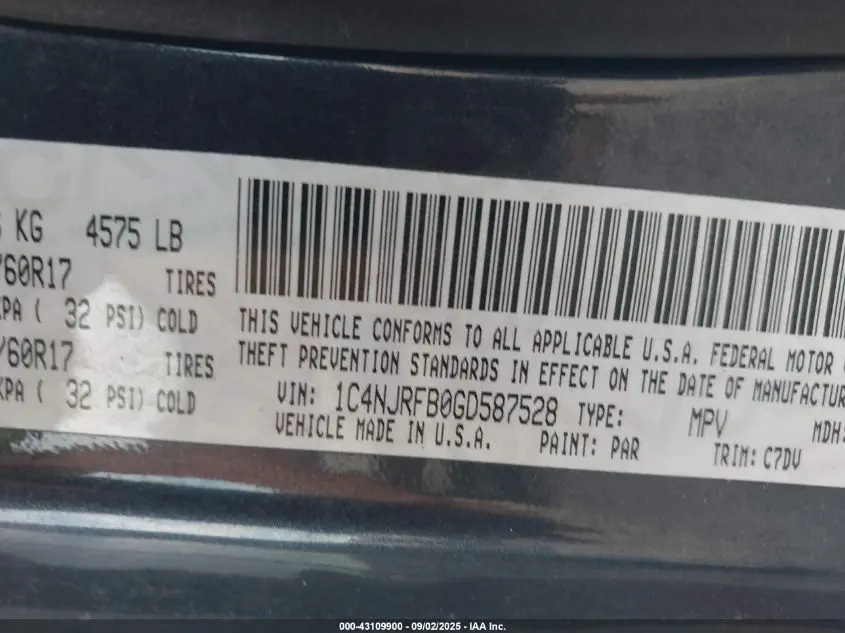 KG 4575 LB
/60R17 TIRES
KPA ( 32 PSI) COLD
/60R17 TIRES
KPA ( 32 PSI) COLD
THIS VEHICLE CONFORMS TO ALL APPLICABLE U.S.A. FEDERAL MOTOR
THEFT PREVENTION STANDARDS IN EFFECT ON THE DATE OF MANUFACTUR
VIN: 1C4NJRFB0GD587528 TYPE: MPV MDH:
VEHICLE MADE IN U.S.A. PAINT: PAR TRIM: C7DV
000-43109900 - 09/02/2025 - IAA Inc.